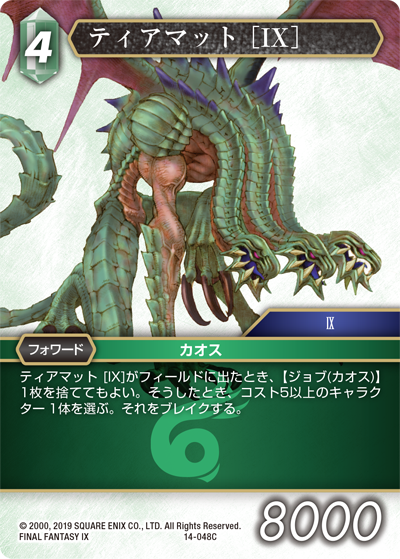 4
ティアマット [IX]
IX
フォワード
カオス
ティアマット [IX]がフィールドに出たとき、【ジョブ(カオス)】
1枚を捨ててもよい。そうしたとき、コスト5以上のキャラク
ター 1体を選ぶ。それをブレイクする。
© 2000, 2019 SQUARE ENIX CO., LTD. All Rights Reserved.
FINAL FANTASY IX
14-048C
8000